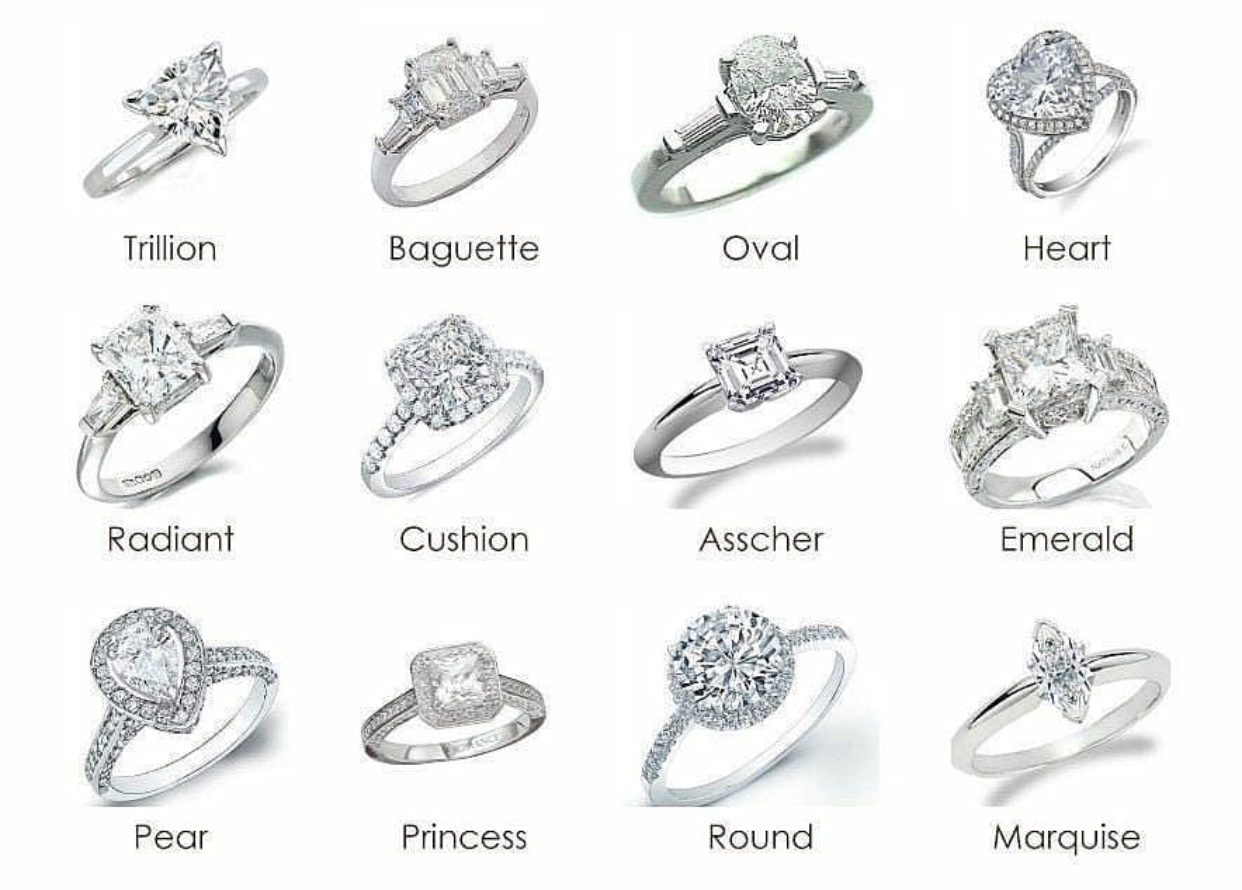 Trillion
Baguette
Oval
Heart
Radiant
Cushion
Asscher
Emerald
Pear
Princess
Round
Marquise